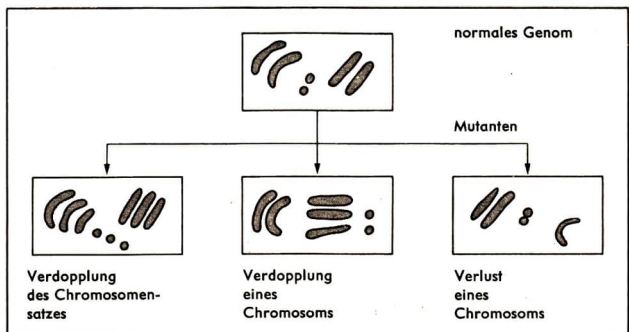 normales Genom
Mutanten
Verdopplung
des Chromosomen-
satzes
Verdopplung
eines
Chromosoms
Verlust
eines
Chromosoms